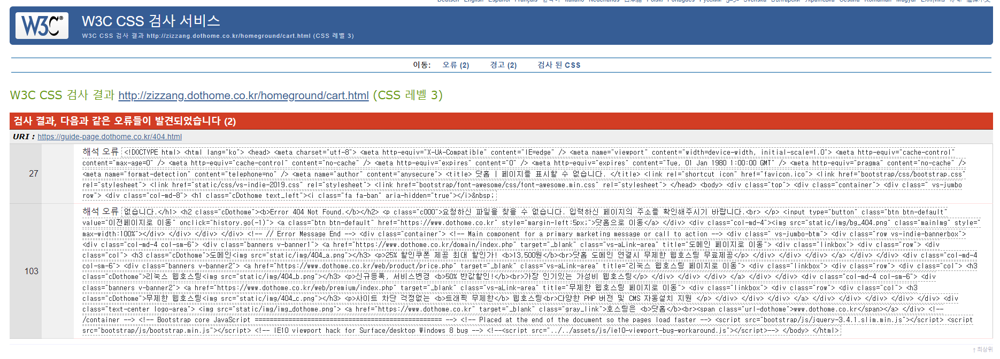 Deutsch English Español Français 한국어 Italiano Nederlands 日本語 Polski Português Русский فارسی Svenska Български Українська Čeština Romanian Magyar Ελληνικά हिन्दी 简体中文
W3C®
W3C CSS 검사 서비스
W3C CSS 검사 결과 http://zizzang.dothome.co.kr/homeground/cart.html (CSS 레벨 3)
이동: 오류 (2) 경고 (2) 검사 된 CSS
W3C CSS 검사 결과 http://zizzang.dothome.co.kr/homeground/cart.html (CSS 레벨 3)
검사 결과, 다음과 같은 오류들이 발견되었습니다 (2)
URI : https://guide-page.dothome.co.kr/404.html
해석 오류 <!DOCTYPE html> <html lang="ko"> <head> <meta charset="utf-8"> <meta http-equiv="X-UA-Compatible" content="IE=edge" /> <meta name="viewport" content="width=device-width, initial-scale=1.0"> <meta http-equiv="cache-control"
content="max-age=0" /> <meta http-equiv="cache-control" content="no-cache" /> <meta http-equiv="expires" content="0" /> <meta http-equiv="expires" content="Tue, 01 Jan 1980 1:00:00 GMT" /> <meta http-equiv="pragma" content="no-cache" />
27 <meta name="format-detection" content="telephone=no" /> <meta name="author" content="anysecure"> <title> 닷홈 | 페이지를 표시할 수 없습니다. </title> <link rel="shortcut icon" href="favicon.ico"> <link href="bootstrap/css/bootstrap.css"
rel="stylesheet"> <link href="static/css/vs-indie-2019.css" rel="stylesheet"> <link href="bootstrap/font-awesome/css/font-awesome.min.css" rel="stylesheet"> </head> <body> <div class="top"> <div class="container"> <div class=" vs-jumbo
row"> <div class="col-md-8"> <h1 class="cDothome text_left"><i class="fa fa-ban" aria-hidden="true"></i>&nbsp;
해석 오류 없습니다.</h1> <h2 class="cDothome"><b>Error 404 Not Found.</b></h2> <p class="c000">요청하신 파일을 찾을 수 없습니다. 입력하신 페이지의 주소를 확인해주시기 바랍니다.<br> </p> <input type="button" class="btn btn-default"
value="이전페이지로 이동" onclick="history.go(-1)"> <a class="btn btn-default" href="https://www.dothome.co.kr" style="margin-left:5px;">닷홈으로 이동</a> </div> <div class="col-md-4"><img src="static/img/bg_404.png" class="mainImg" style="
max-width:100%"></div> </div> </div> </div> <!-- // Error Message End --> <div class="container"> <!-- Main component for a primary marketing message or call to action --> <div class=" vs-jumbo-btm"> <div class="row vs-indie-bannerbox">
<div class="col-md-4 col-sm-6"> <div class="banners v-banner1"> <a href="https://www.dothome.co.kr/domain/index.php" target="_blank" class="vs-aLink-area" title="도메인 페이지로 이동"> <div class="linkbox"> <div class="row"> <div
class="col"> <h3 class="cDothome">도메인<img src="static/img/404_a.png"></h3> <p>25% 할인쿠폰 제공 최대 할인가! <b>13,500원</b><br>닷홈 도메인 연결시 무제한 웹호스팅 무료제공</p> </div> </div> </div> </a> </div> </div> <div class="col-md-4
col-sm-6"> <div class="banners v-banner2"> <a href="https://www.dothome.co.kr/web/product/price.php" target="_blank" class="vs-aLink-area" title="리눅스 웹호스팅 페이지로 이동"> <div class="linkbox"> <div class="row"> <div class="col"> <h3
103 class="cDothome">리눅스 웹호스팅<img src="static/img/404_b.png"></h3> <p>신규등록, 서비스변경 <b>50% 반값할인!</b><br>가장 인기있는 가성비 웹호스팅</p> </div> </div> </div> </a> </div> </div> <div class="col-md-4 col-sm-6"> <div
class="banners v-banner2"> <a href="https://www.dothome.co.kr/web/premium/index.php" target="_blank" class="vs-aLink-area" title="무제한 웹호스팅 페이지로 이동"> <div class="linkbox"> <div class="row"> <div class="col"> <h3
class="cDothome">무제한 웹호스팅<img src="static/img/404_c.png"></h3> <p>사이트 차단 걱정없는 <b>트래픽 무제한</b> 웹호스팅<br>다양한 PHP 버전 및 CMS 자동설치 지원 </p> </div> </div> </div> </a> </div> </div> </div> </div> </div> <div
class="text-center logo-area"> <img src="static/img/img_dothome.png"> <a href="https://www.dothome.co.kr" target="_blank" class="gray_link">호스팅은 <b>닷홈</b><br><span class="url-dothome">www.dothome.co.kr</span></a> </div> <!--
/container --> <!-- Bootstrap core JavaScript ================================================== --> <!-- Placed at the end of the document so the pages load faster --> <script src="bootstrap/js/jquery-3.4.1.slim.min.js"></script> <script
src="bootstrap/js/bootstrap.min.js"></script> <!-- IE10 viewport hack for Surface/desktop Windows 8 bug --> <!--<script src="../../assets/js/ie10-viewport-bug-workaround.js"></script>--> </body> </html>
↑ 최상위